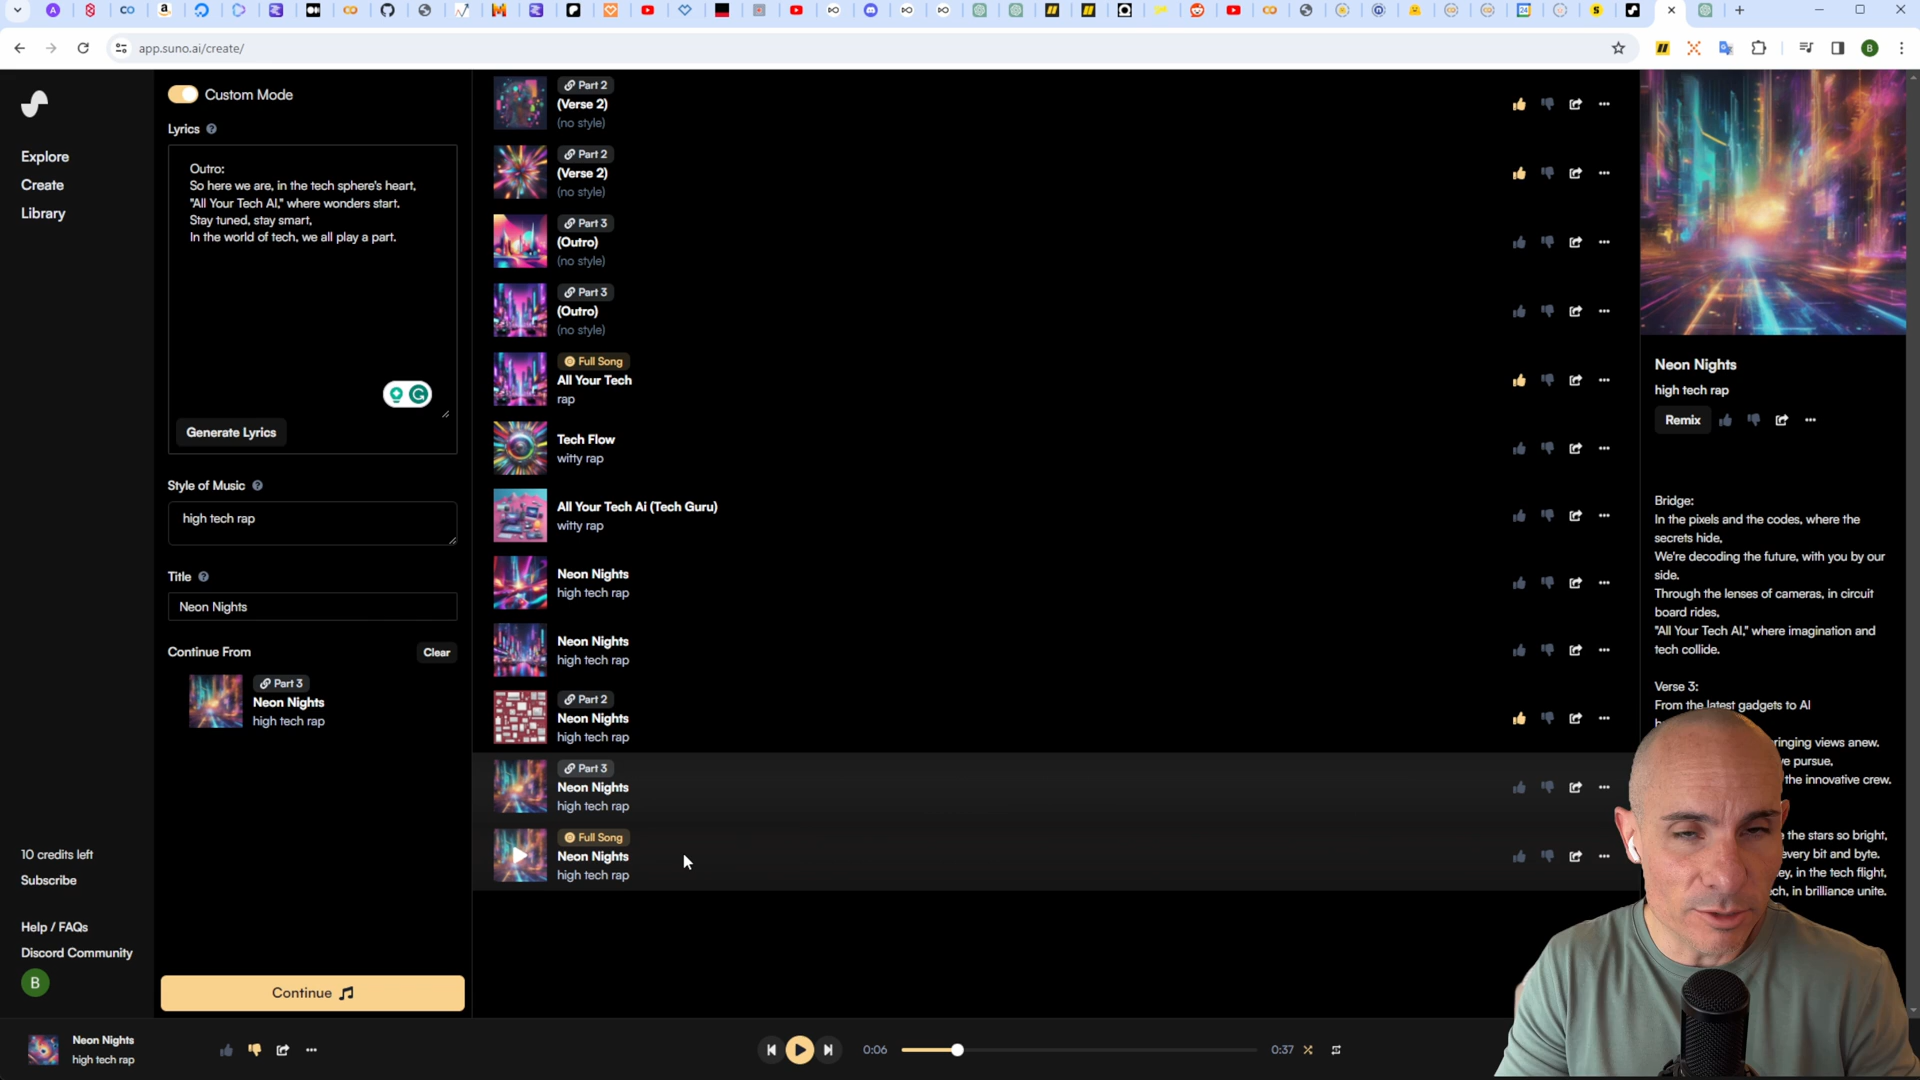 app.suno.ai/create/
Explore
Create
Library
10 credits left
Subscribe
Help / FAQs
Discord Community
B
Custom Mode
Lyrics
Outro:
So here we are, in the tech sphere's heart,
"All Your Tech AI," where wonders start.
Stay tuned, stay smart,
In the world of tech, we all play a part.
Generate Lyrics
Style of Music
high tech rap
Title
Neon Nights
Continue From
Clear
Part 3
Neon Nights
high tech rap
Continue
Part 2
(Verse 2)
(no style)
Part 2
(Verse 2)
(no style)
Part 3
(Outro)
(no style)
Part 3
(Outro)
(no style)
Full Song
All Your Tech
rap
Tech Flow
witty rap
All Your Tech Ai (Tech Guru)
witty rap
Neon Nights
high tech rap
Neon Nights
high tech rap
Part 2
Neon Nights
high tech rap
Part 3
Neon Nights
high tech rap
Full Song
Neon Nights
high tech rap
Neon Nights
high tech rap
Remix
Bridge:
In the pixels and the codes, where the
secrets hide,
We're decoding the future, with you by our
side.
Through the lenses of cameras, in circuit
board rides,
"All Your Tech AI," where imagination and
tech collide.
Verse 3:
From the latest gadgets to AI
ringing views anew.
pursue,
the innovative crew.
the stars so bright,
every bit and byte.
in the tech flight,
in brilliance unite.
Neon Nights
high tech rap
0:06
0:37